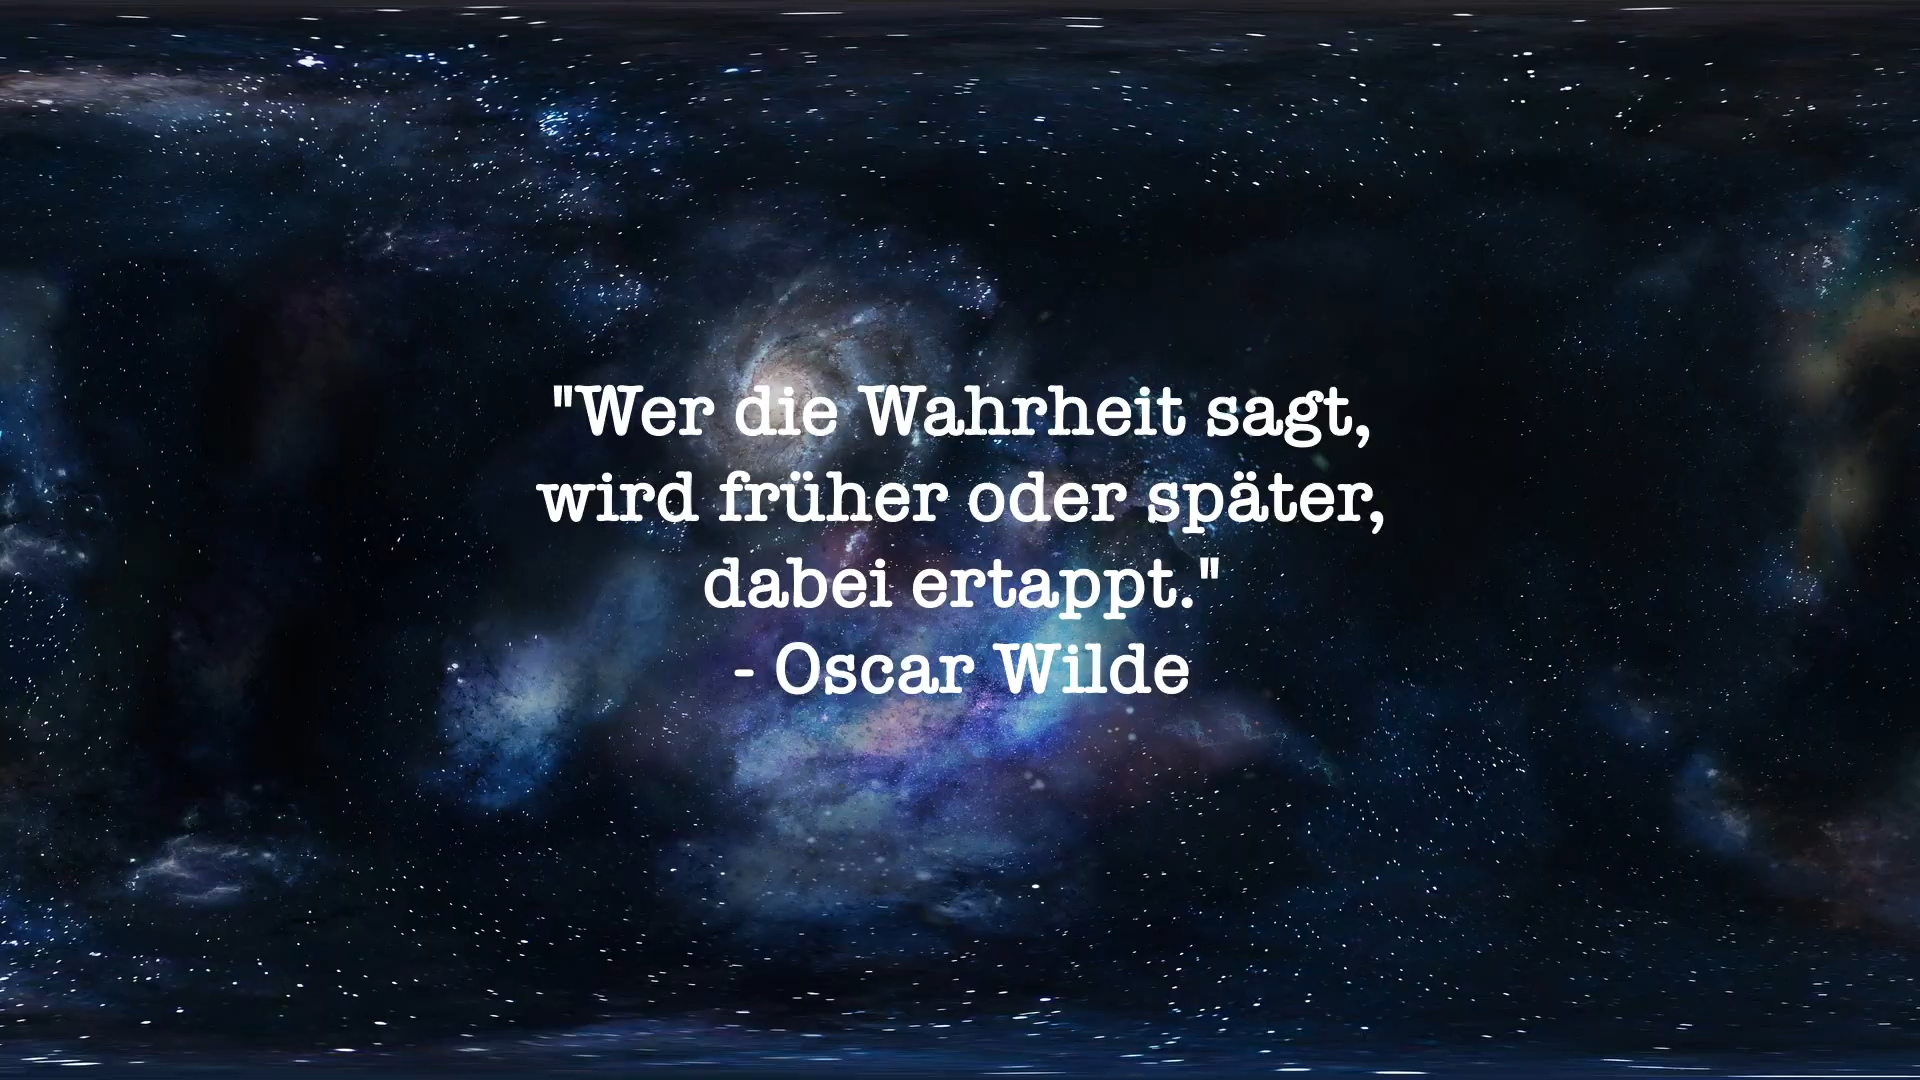 "Wer die Wahrheit sagt,
wird früher oder später,
dabei ertappt."
- Oscar Wilde